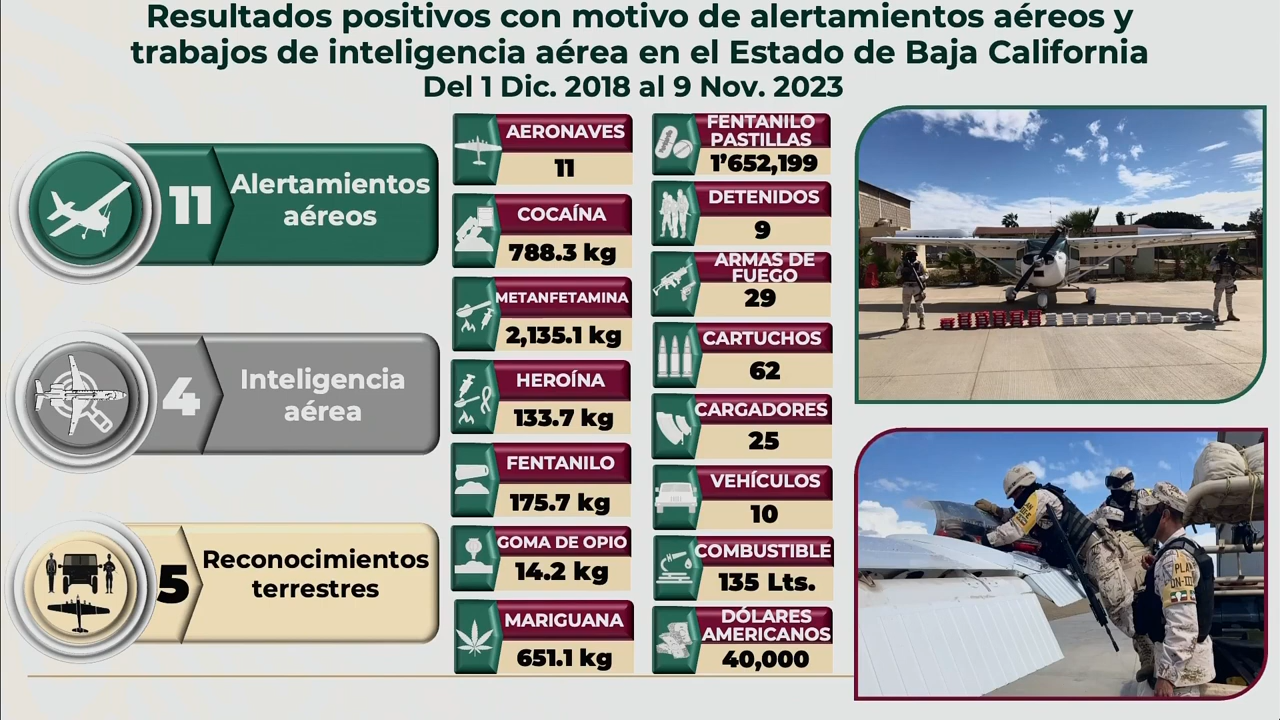 Resultados positivos con motivo de alertamientos aéreos y
trabajos de inteligencia aérea en el Estado de Baja California
Del 1 Dic. 2018 al 9 Nov. 2023
11
Alertamientos
aéreos
4
Inteligencia
aérea
5
Reconocimientos
terrestres
AERONAVES
11
COCAÍNA
788.3 kg
METANFETAMINA
2,135.1 kg
HEROÍNA
133.7 kg
FENTANILO
175.7 kg
GOMA DE OPIO
14.2 kg
MARIGUANA
651.1 kg
FENTANILO
PASTILLAS
1’652,199
DETENIDOS
9
ARMAS DE
FUEGO
29
CARTUCHOS
62
CARGADORES
25
VEHÍCULOS
10
COMBUSTIBLE
135 Lts.
DÓLARES
AMERICANOS
40,000
PLAN
DN-III